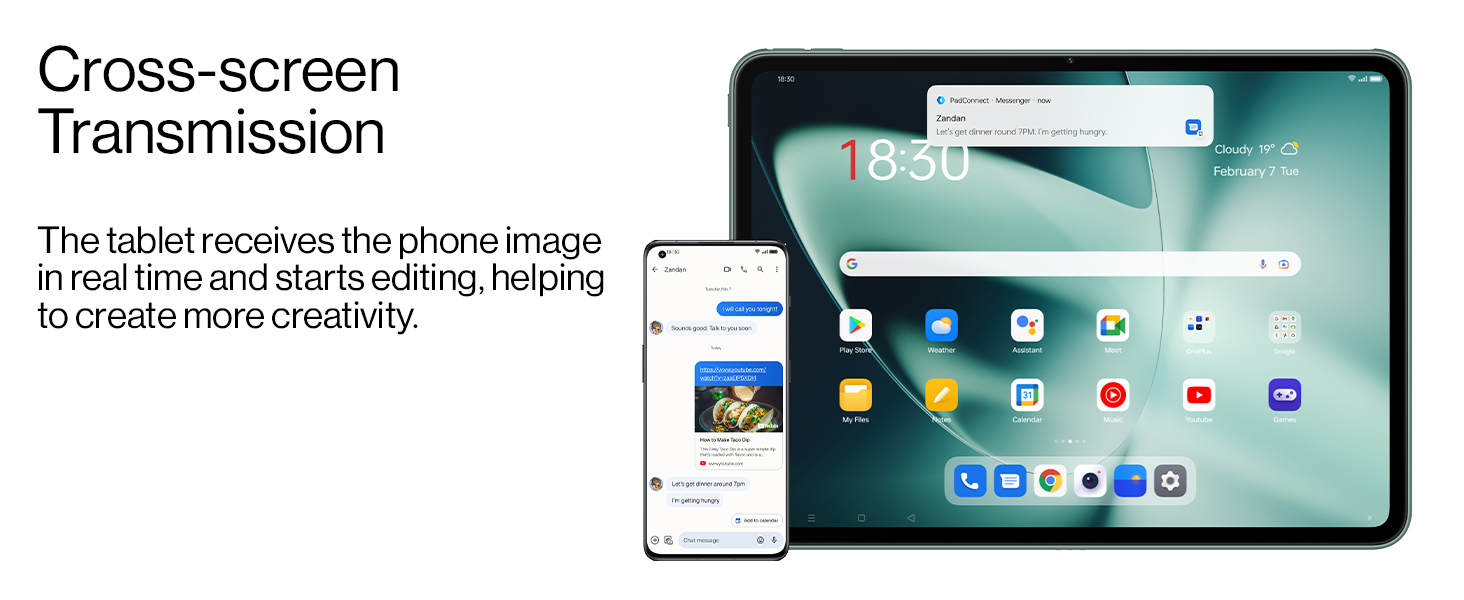 Cross-screen
Transmission
The tablet receives the phone image
in real time and starts editing, helping
to create more creativity.
18:30
Zandan
Tuesday, Feb 7
I will call you tonight!
Sounds good. Talk to you soon
Today
https://www.youtube.com/
How to Make Taco Dip
This Easy Taco Dip is a super simple dip
that's loaded with flavor and is a...
www.youtube.com
Let's get dinner around 7pm
I'm getting hungry
Add to calendar
Chat message
18:30
PadConnect · Messenger · now
Zandan
Let's get dinner round 7PM. I'm getting hungry.
18:30
Cloudy 19°
February 7 Tue
Play Store
Weather
Assistant
Meet
OnePlus
Google
My Files
Notes
31
Calendar
Music
Youtube
Games